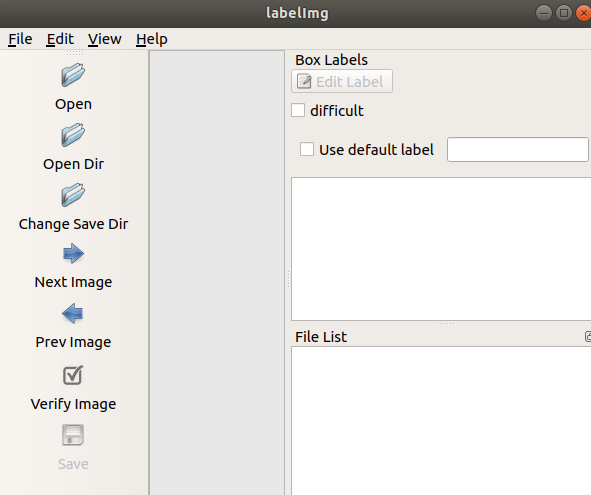 labelImg
File Edit View Help
Open
Open Dir
Change Save Dir
Next Image
Prev Image
Verify Image
Save
Box Labels
Edit Label
difficult
Use default label
File List